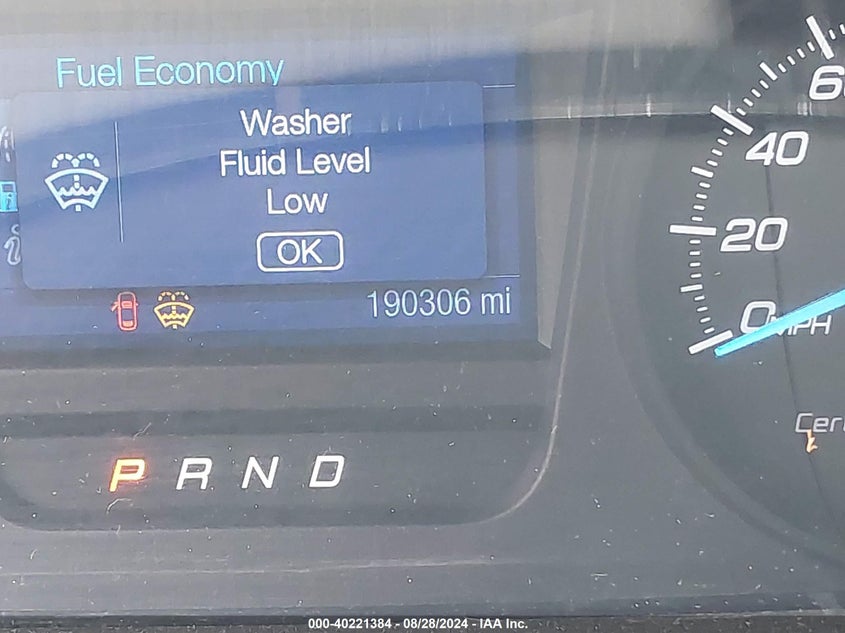 Fuel Economy
Washer
Fluid Level
Low
OK
190306 mi
60
40
20
0 MPH
P R N D
000-40221384 - 08/28/2024 - IAA Inc.